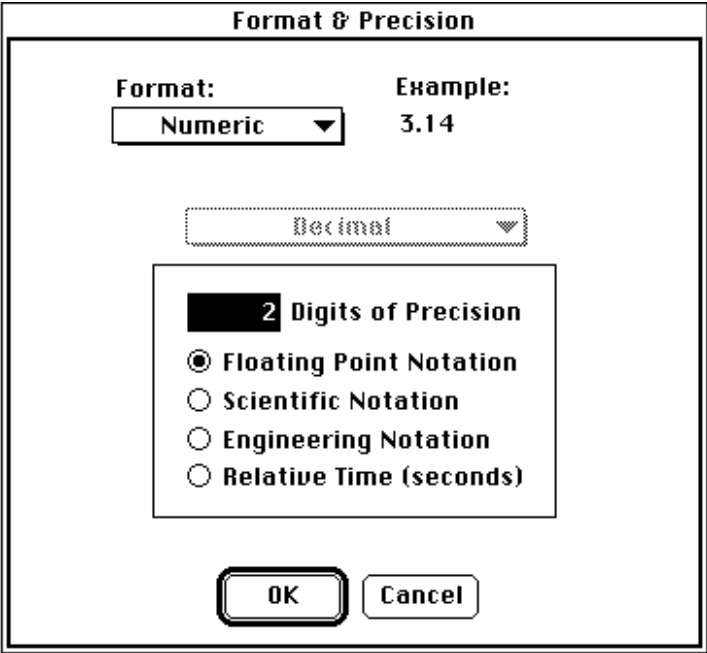 Format & Precision
Format:
Example:
Numeric
3.14
Decimal
2 Digits of Precision
Floating Point Notation
Scientific Notation
Engineering Notation
Relative Time (seconds)
OK
Cancel